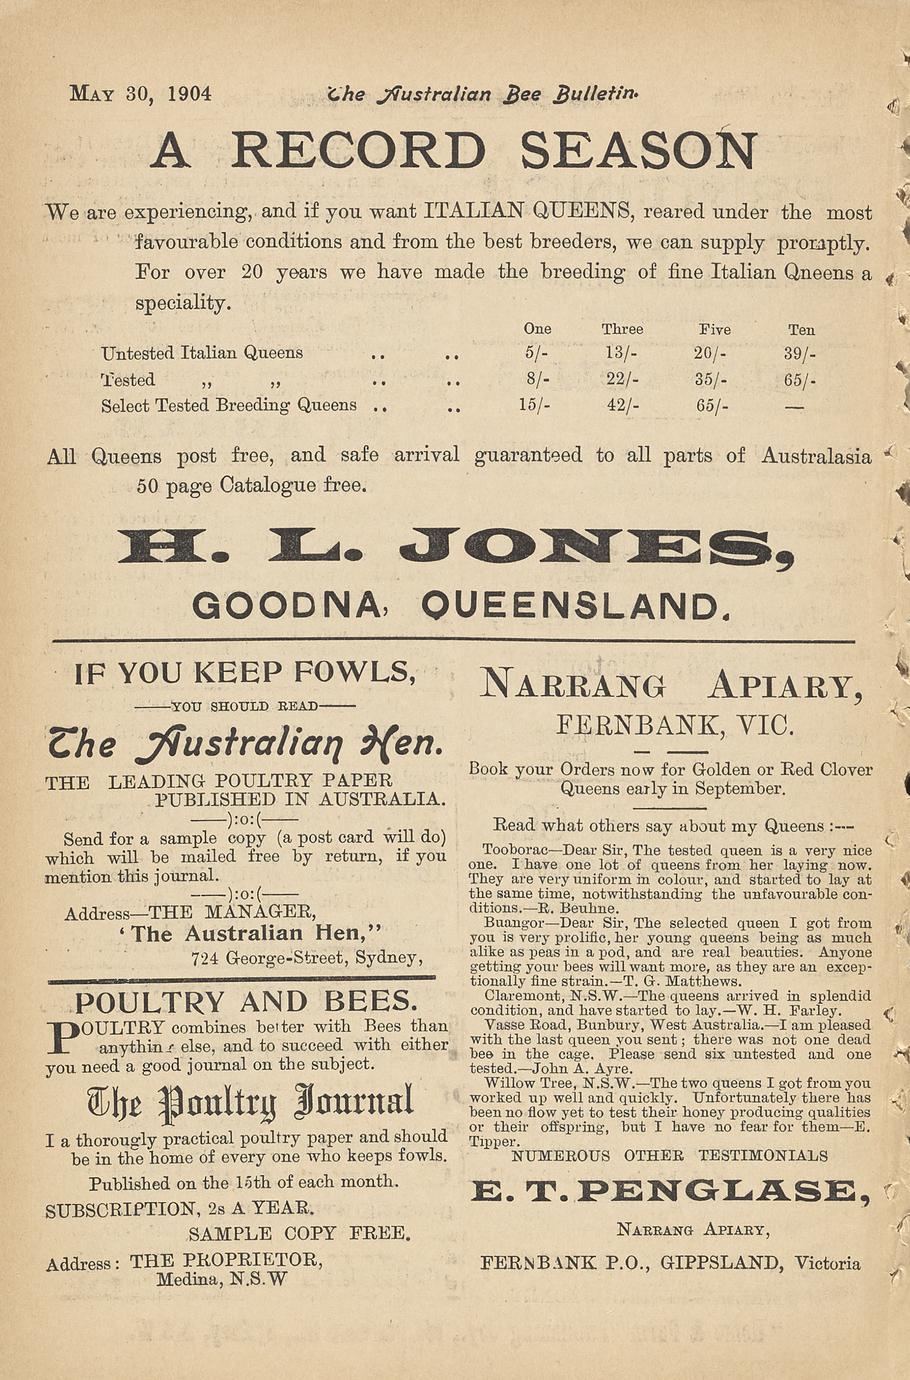 MAY 30, 1904 The Australian Bee Bulletin.
A RECORD SEASON
We are experiencing, and if you want ITALIAN QUEENS, reared under the most
favourable conditions and from the best breeders, we can supply promptly.
For over 20 years we have made the breeding of fine Italian Qneens a
speciality.
One Three Five Ten
Untested Italian Queens .. .. 5/- 13/- 20/- 39/-
Tested ,, ,, .. .. 8/- 22/- 35/- 65/-
Select Tested Breeding Queens .. .. 15/- 42/- 65/- —
All Queens post free, and safe arrival guaranteed to all parts of Australasia
50 page Catalogue free.
H. L. JONES,
GOODNA, QUEENSLAND.
IF YOU KEEP FOWLS,
——YOU SHOULD READ——
The Australian Hen.
THE LEADING POULTRY PAPER
PUBLISHED IN AUSTRALIA.
——):o:(——
Send for a sample copy (a post card will do)
which will be mailed free by return, if you
mention this journal.
——):o:(——
Address—THE MANAGER,
‘The Australian Hen,”
724 George-Street, Sydney,
POULTRY AND BEES.
POULTRY combines better with Bees than
anything else, and to succeed with either
you need a good journal on the subject.
The Poultry Journal
I a thorougly practical poultry paper and should
be in the home of every one who keeps fowls.
Published on the 15th of each month.
SUBSCRIPTION, 2s A YEAR.
SAMPLE COPY FREE.
Address: THE PROPRIETOR,
Medina, N.S.W
NARRANG APIARY,
FERNBANK, VIC.
Book your Orders now for Golden or Red Clover
Queens early in September.
Read what others say about my Queens :—
Tooborac—Dear Sir, The tested queen is a very nice
one. I have one lot of queens from her laying now.
They are very uniform in colour, and started to lay at
the same time, notwithstanding the unfavourable con-
ditions.—R. Beuhne.
Buangor—Dear Sir, The selected queen I got from
you is very prolific, her young queens being as much
alike as peas in a pod, and are real beauties. Anyone
getting your bees will want more, as they are an excep-
tionally fine strain.—T. G. Matthews.
Claremont, N.S.W.—The queens arrived in splendid
condition, and have started to lay.—W. H. Farley.
Vasse Road, Bunbury, West Australia.—I am pleased
with the last queen you sent; there was not one dead
bee in the cage. Please send six untested and one
tested.—John A. Ayre.
Willow Tree, N.S.W.—The two queens I got from you
worked up well and quickly. Unfortunately there has
been no flow yet to test their honey producing qualities
or their offspring, but I have no fear for them—E.
Tipper.
NUMEROUS OTHER TESTIMONIALS
E. T. PENGLASE,
NARRANG APIARY,
FERNBANK P.O., GIPPSLAND, Victoria